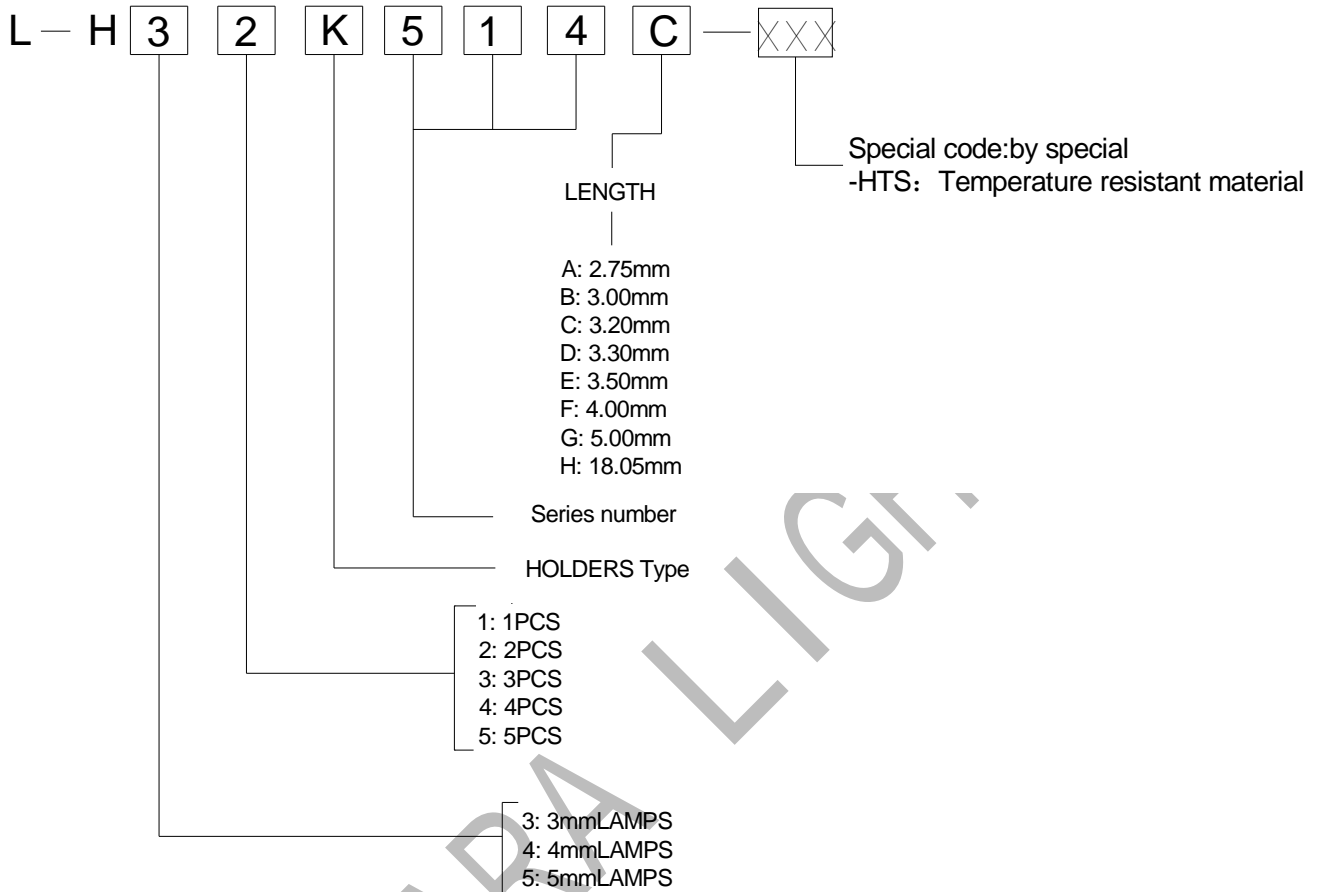 L — H 3 2 K 5 1 4 C — XXX
Special code:by special
-HTS：Temperature resistant material
LENGTH
A: 2.75mm
B: 3.00mm
C: 3.20mm
D: 3.30mm
E: 3.50mm
F: 4.00mm
G: 5.00mm
H: 18.05mm
Series number
HOLDERS Type
1: 1PCS
2: 2PCS
3: 3PCS
4: 4PCS
5: 5PCS
3: 3mmLAMPS
4: 4mmLAMPS
5: 5mmLAMPS